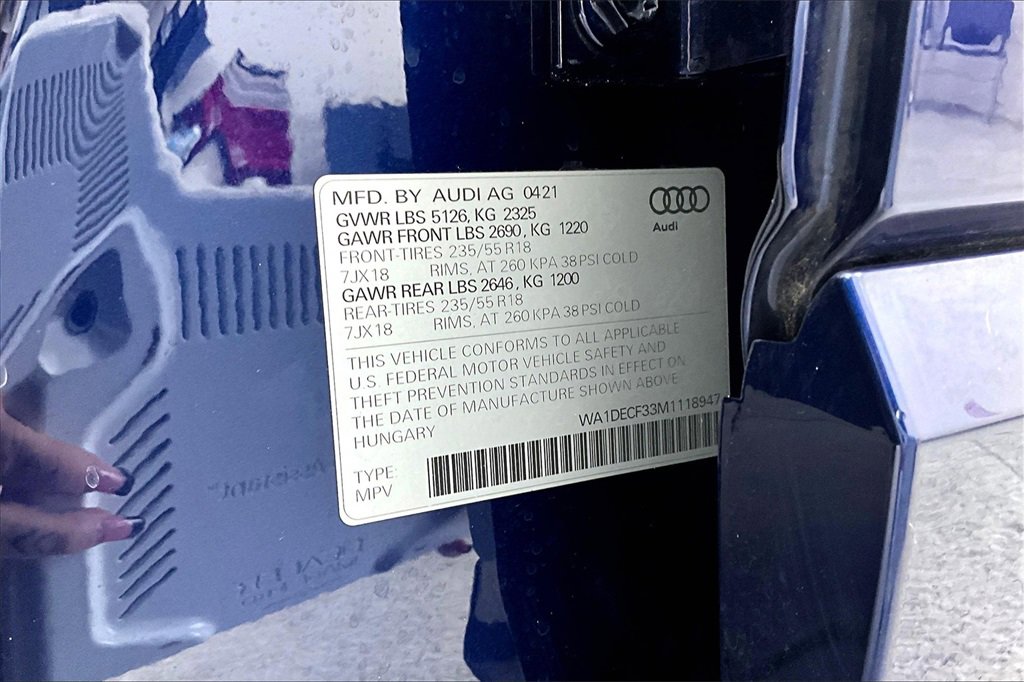 MFD. BY AUDI AG 0421
GVWR LBS 5126, KG 2325
GAWR FRONT LBS 2690, KG 1220
FRONT-TIRES 235/55 R18
7JX18 RIMS, AT 260 KPA 38 PSI COLD
GAWR REAR LBS 2646, KG 1200
REAR-TIRES 235/55 R18
7JX18 RIMS, AT 260 KPA 38 PSI COLD
Audi
THIS VEHICLE CONFORMS TO ALL APPLICABLE
U.S. FEDERAL MOTOR VEHICLE SAFETY AND
THEFT PREVENTION STANDARDS IN EFFECT ON
THE DATE OF MANUFACTURE SHOWN ABOVE
HUNGARY
WA1DECF33M1118947
TYPE:
MPV